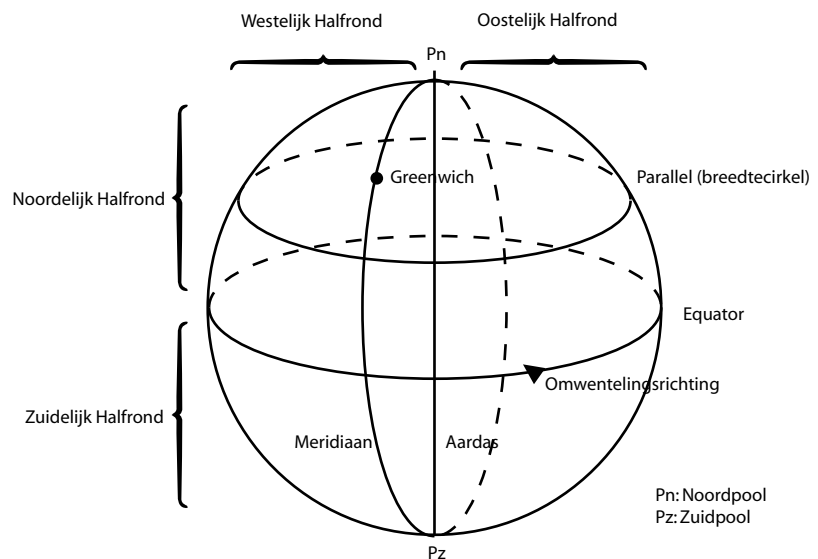 Westelijk Halfrond
Oostelijk Halfrond
Pn
Greenwich
Parallel (breedtecirkel)
Noordelijk Halfrond
Equator
Omwentelingsrichting
Zuidelijk Halfrond
Meridiaan
Aardas
Pn: Noordpool
Pz: Zuidpool
Pz